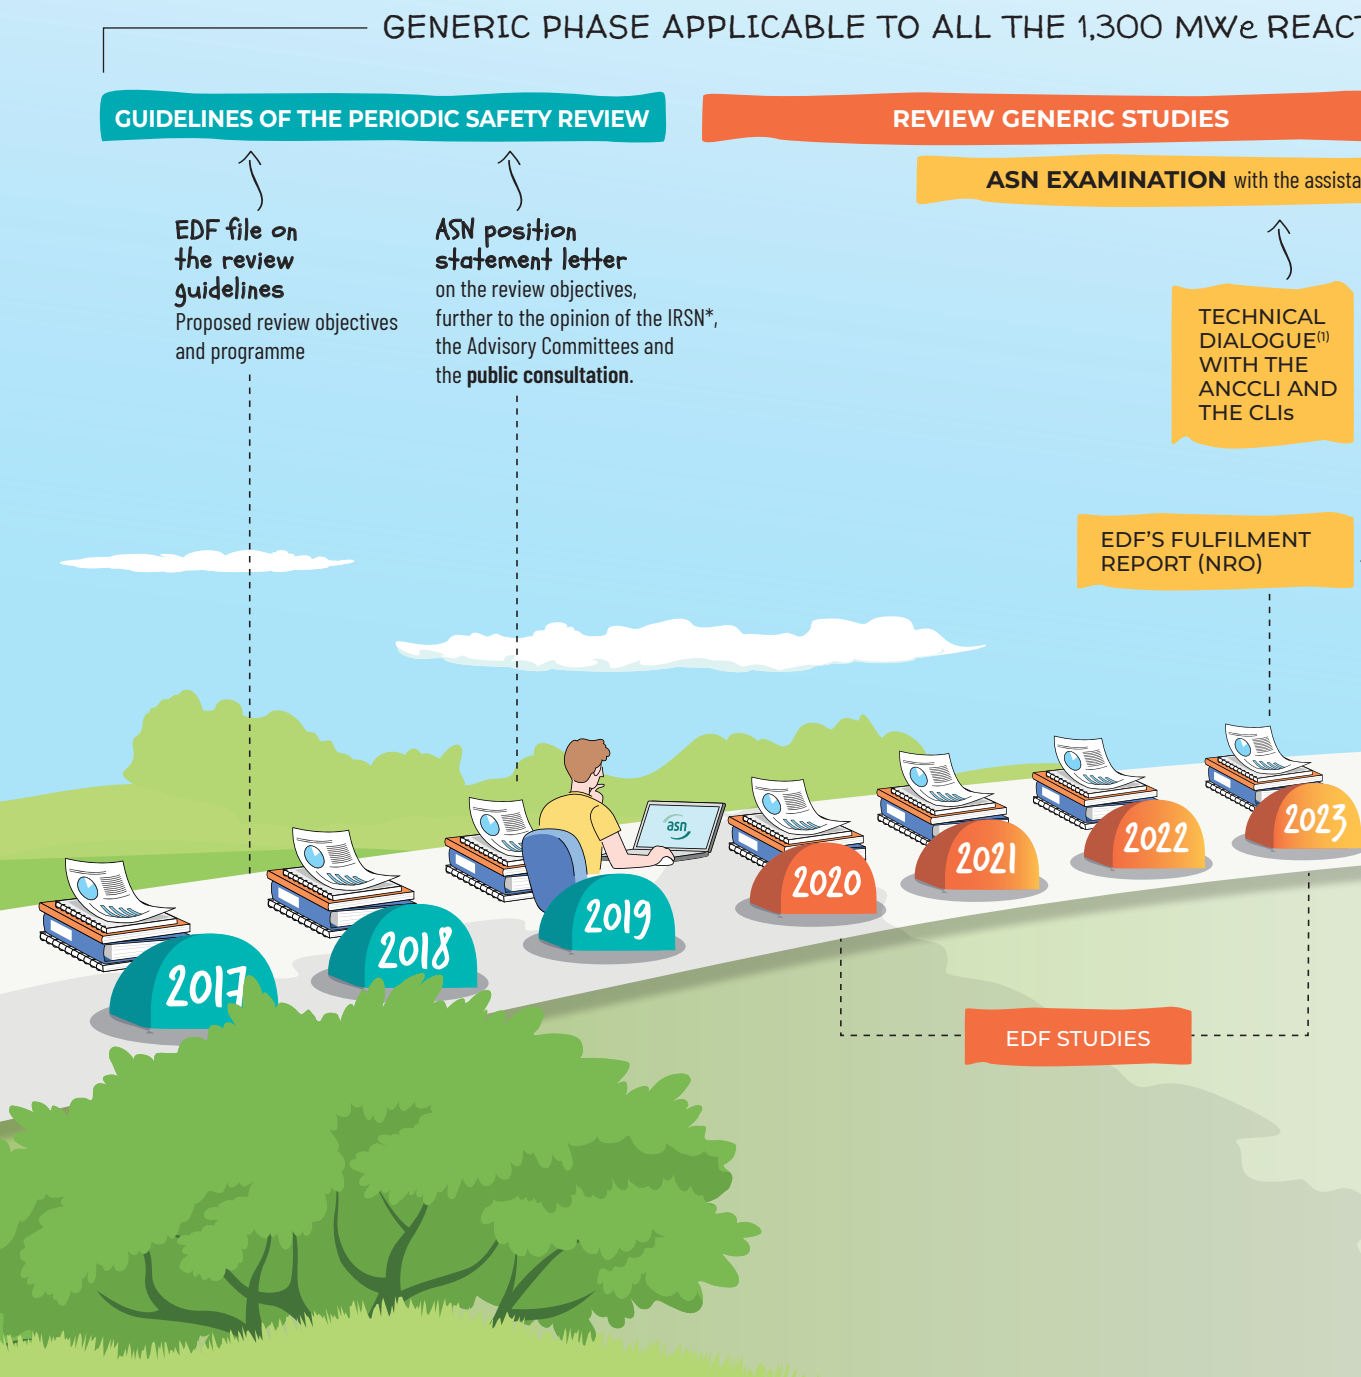 GENERIC PHASE APPLICABLE TO ALL THE 1,300 MWe REACT
GUIDELINES OF THE PERIODIC SAFETY REVIEW
REVIEW GENERIC STUDIES
ASN EXAMINATION with the assista
EDF file on
the review
guidelines
Proposed review objectives
and programme
ASN position
statement letter
on the review objectives,
further to the opinion of the IRSN*,
the Advisory Committees and
the public consultation.
TECHNICAL
DIALOGUE(1)
WITH THE
ANCCLI AND
THE CLIs
EDF'S FULFILMENT
REPORT (NRO)
asn
2017
2018
2019
2020
2021
2022
2023
EDF STUDIES